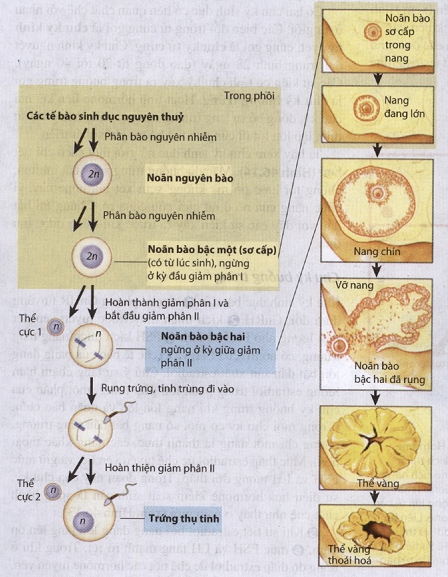 Trong phồi
Các tế bào sinh dục nguyên thuỷ
Phân bào nguyên nhiễm
2n
Noãn nguyên bào
Phân bào nguyên nhiễm
2n
Noãn bào bậc một (sơ cấp)
(có từ lúc sinh), ngừng
ở kỳ đầu giảm phân I
Hoàn thành giảm phân I và
bắt đầu giảm phân II
Thể
cực 1
n
n
Noãn bào bậc hai
ngừng ở kỳ giữa giảm
phân II
Rụng trứng, tinh trùng đi vào
Hoàn thiện giảm phân II
Thể
cực 2
n
n
Trứng thụ tinh
Noãn bào
sơ cấp
trong
nang
Nang
đang lớn
Nang chín
Vỡ nang
Noãn bào
bậc hai đã rụng
Thể vàng
Thể vàng
thoái hoá